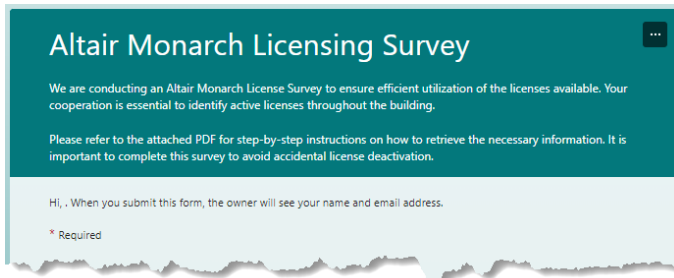 Altair Monarch Licensing Survey
...
We are conducting an Altair Monarch License Survey to ensure efficient utilization of the licenses available. Your
cooperation is essential to identify active licenses throughout the building.
Please refer to the attached PDF for step-by-step instructions on how to retrieve the necessary information. It is
important to complete this survey to avoid accidental license deactivation.
Hi, . When you submit this form, the owner will see your name and email address.
* Required